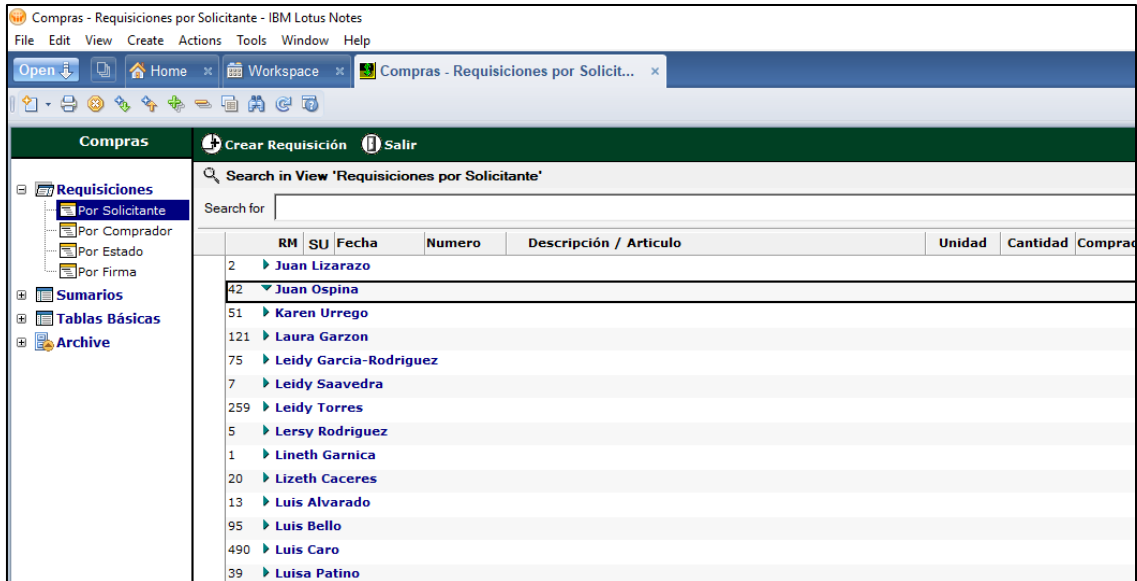 Compras - Requisiciones por Solicitante - IBM Lotus Notes
File Edit View Create Actions Tools Window Help
Open Home × Workspace × Compras - Requisiciones por Solicit... ×
Compras Crear Requisición Salir
Search in View 'Requisiciones por Solicitante'
Search for
Requisiciones
Por Solicitante
Por Comprador
Por Estado
Por Firma
Sumarios
Tablas Básicas
Archive
RM SU Fecha Numero Descripción / Articulo Unidad Cantidad Comprad
2 Juan Lizarazo
42 Juan Ospina
51 Karen Urrego
121 Laura Garzon
75 Leidy Garcia-Rodriguez
7 Leidy Saavedra
259 Leidy Torres
5 Lersy Rodriguez
1 Lineth Garnica
20 Lizeth Caceres
13 Luis Alvarado
95 Luis Bello
490 Luis Caro
39 Luisa Patino